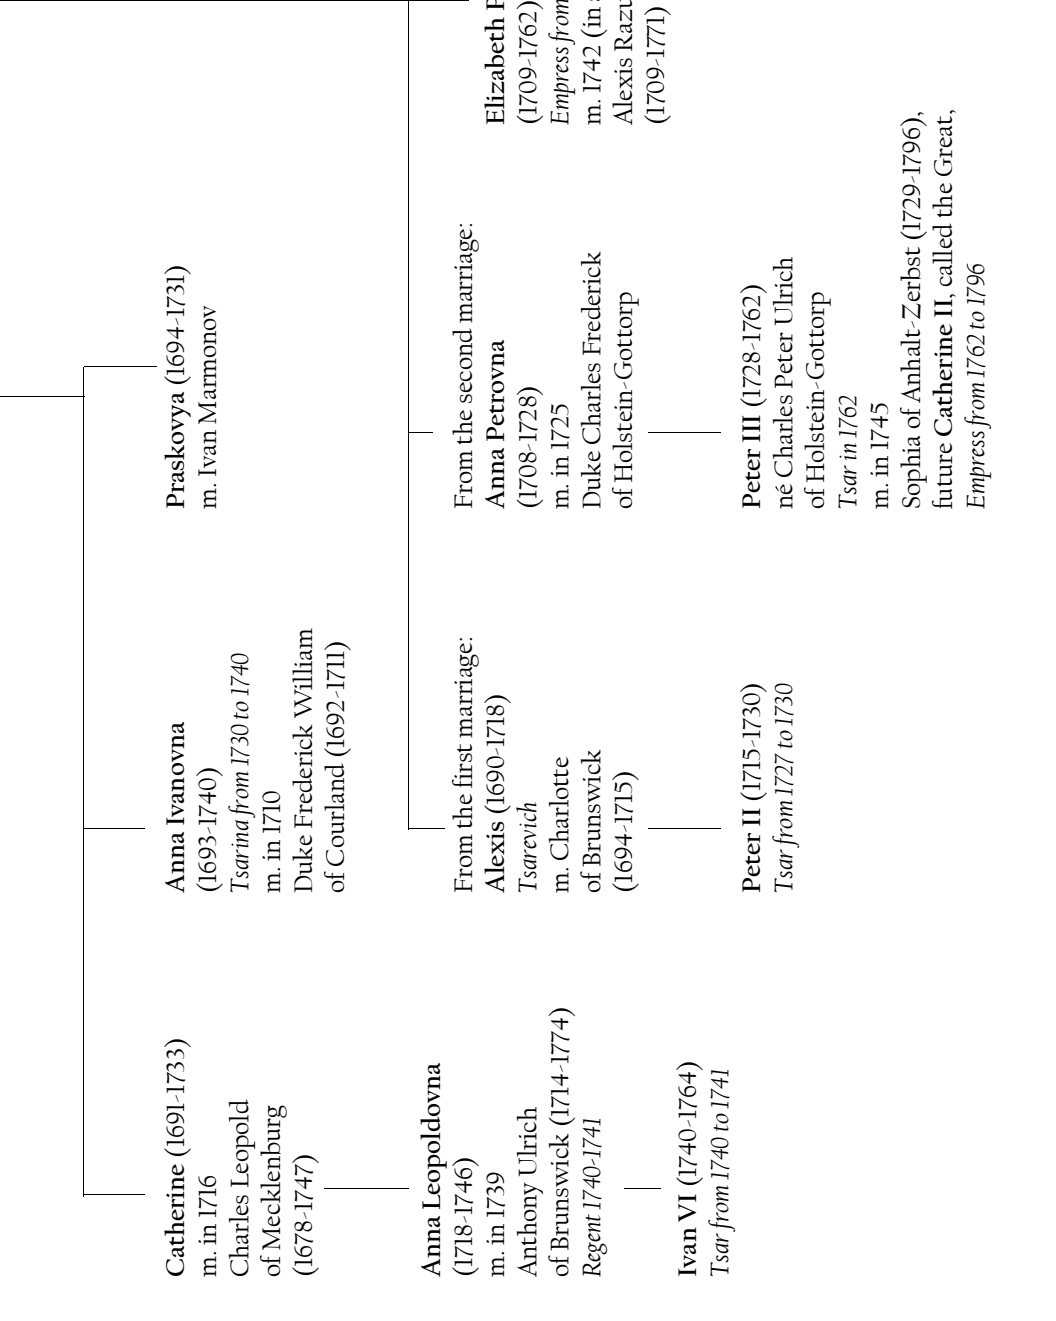 Catherine (1691-1733)
m. in 1716
Charles Leopold
of Mecklenburg
(1678-1747)
Anna Ivanovna
(1693-1740)
Tsarina from 1730 to 1740
m. in 1710
Duke Frederick William
of Courland (1692-1711)
Praskovya (1694-1731)
m. Ivan Marmonov
Anna Leopoldovna
(1718-1746)
m. in 1739
Anthony Ulrich
of Brunswick (1714-1774)
Regent 1740-1741
From the first marriage:
Alexis (1690-1718)
Tsarevich
m. Charlotte
of Brunswick
(1694-1715)
From the second marriage:
Anna Petrovna
(1708-1728)
m. in 1725
Duke Charles Frederick
of Holstein-Gottorp
Elizabeth
(1709-1762)
Empress from
m. 1742 (in
Alexis Razu
(1709-1771)
Ivan VI (1740-1764)
Tsar from 1740 to 1741
Peter II (1715-1730)
Tsar from 1727 to 1730
Peter III (1728-1762)
né Charles Peter Ulrich
of Holstein-Gottorp
Tsar in 1762
m. in 1745
Sophia of Anhalt-Zerbst (1729-1796),
future Catherine II, called the Great,
Empress from 1762 to 1796